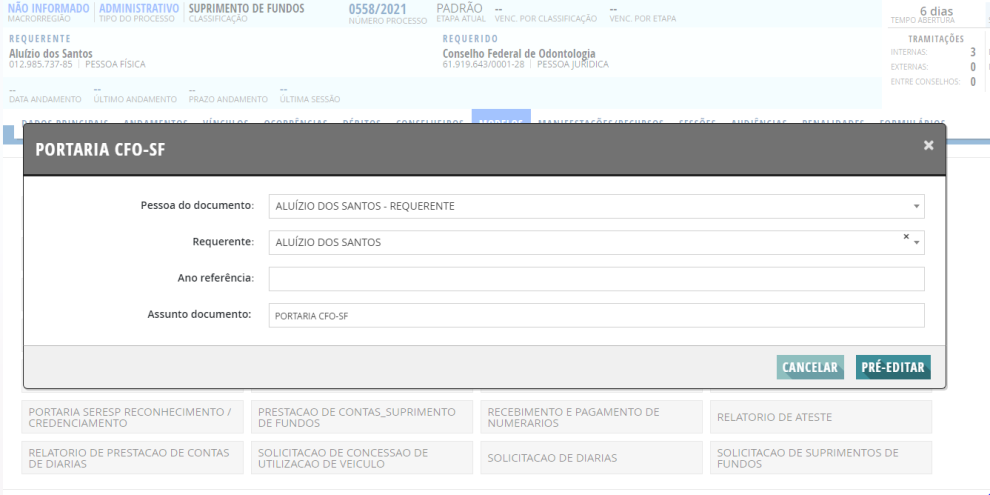 NÃO INFORMADO ADMINISTRATIVO SUPRIMENTO DE FUNDOS 0558/2021 PADRÃO -- -- 6 dias
MACRORREGIÃO TIPO DO PROCESSO CLASSIFICAÇÃO NÚMERO PROCESSO ETAPA ATUAL VENC. POR CLASSIFICAÇÃO VENC. POR ETAPA TEMPO ABERTURA
REQUERENTE REQUERIDO TRAMITAÇÕES
Aluízio dos Santos Conselho Federal de Odontologia INTERNAS: 3
012.985.737-85 PESSOA FÍSICA 61.919.643/0001-28 PESSOA JURÍDICA EXTERNAS: 0
ENTRE CONSELHOS: 0
-- -- -- --
DATA ANDAMENTO ÚLTIMO ANDAMENTO PRAZO ANDAMENTO ÚLTIMA SESSÃO
DADOS PRINCIPAIS ANDAMENTOS VÍNCULOS OCORRÊNCIAS DÉBITOS CONSELHEIROS MODELOS MANIFESTAÇÕES/RECURSOS SESSÕES AUDIÊNCIAS PENALIDADES FORMULÁRIOS
PORTARIA CFO-SF ×
Pessoa do documento: ALUÍZIO DOS SANTOS - REQUERENTE
Requerente: ALUÍZIO DOS SANTOS ×
Ano referência:
Assunto documento: PORTARIA CFO-SF
CANCELAR PRÉ-EDITAR
PORTARIA SERESP RECONHECIMENTO / PRESTACAO DE CONTAS_SUPRIMENTO RECEBIMENTO E PAGAMENTO DE RELATORIO DE ATESTE
CREDENCIAMENTO DE FUNDOS NUMERARIOS
RELATORIO DE PRESTACAO DE CONTAS SOLICITACAO DE CONCESSAO DE SOLICITACAO DE DIARIAS SOLICITACAO DE SUPRIMENTOS DE
DE DIARIAS UTILIZACAO DE VEICULO FUNDOS